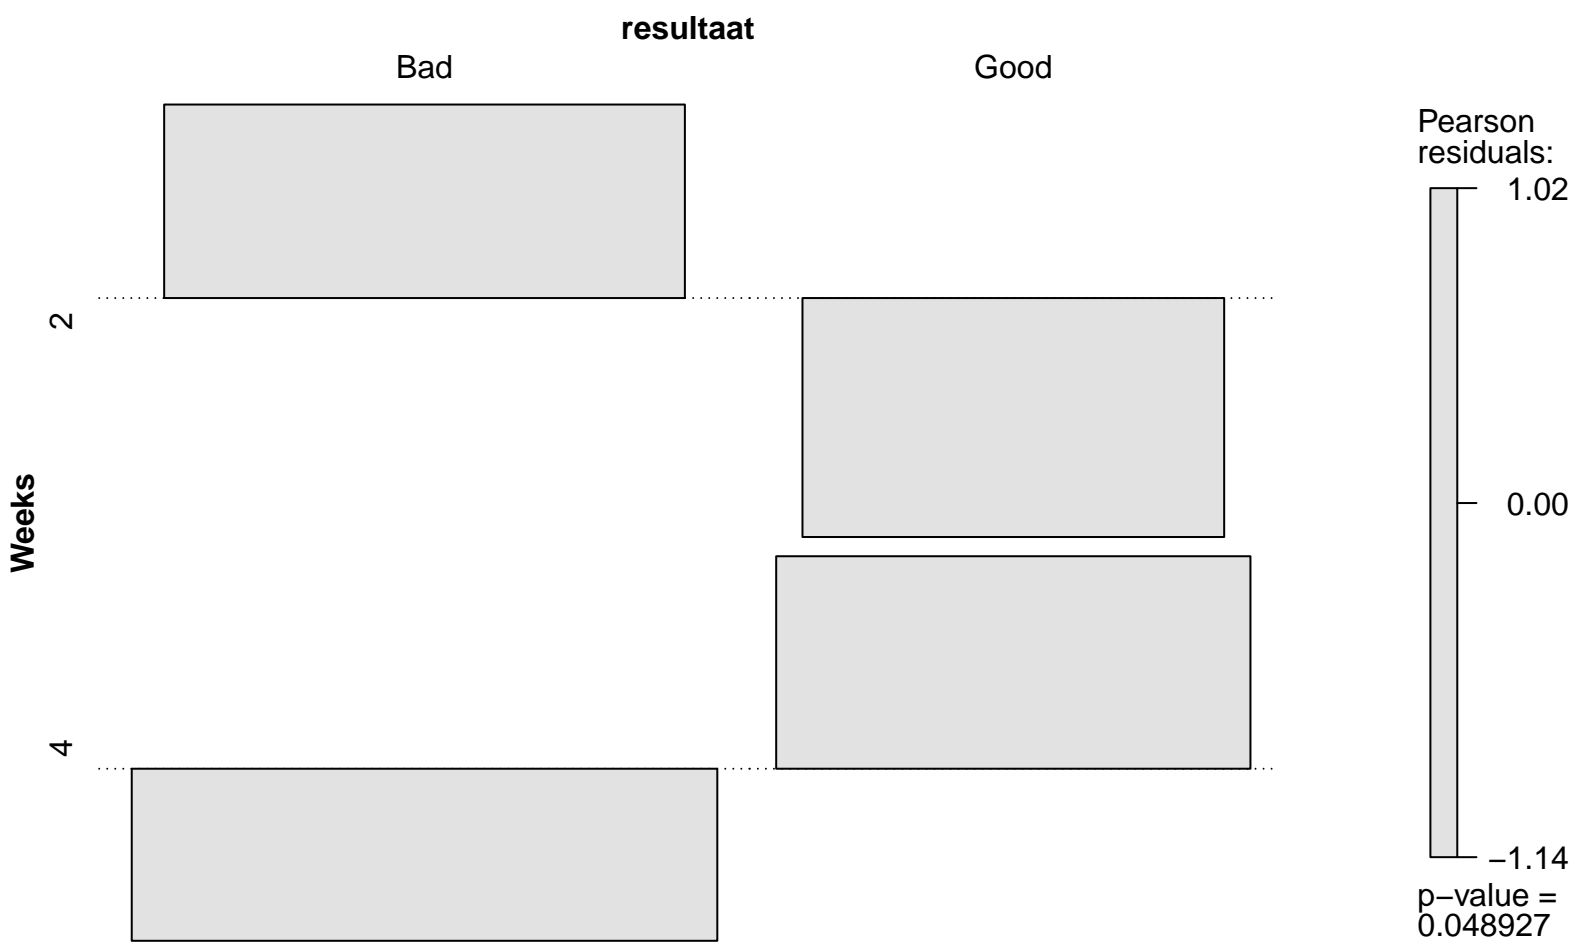 resultaat
Bad Good
Weeks
2
4
Pearson
residuals:
1.02
0.00
−1.14
p−value =
0.048927